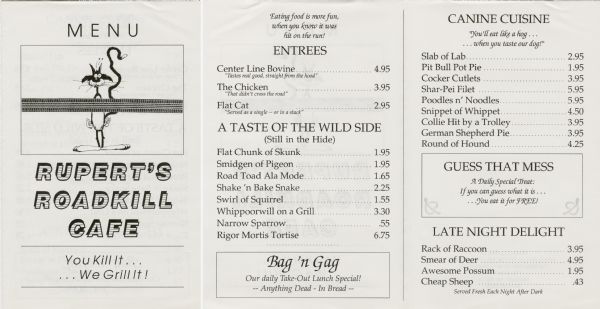 MENU
RUPERT'S
ROADKILL
CAFE
You Kill It . . .
. . . We Grill It !
Eating food is more fun,
when you know it was
hit on the run!
ENTREES
Center Line Bovine 4.95
"Tastes real good, straight from the hood"
The Chicken 3.95
"That didn't cross the road"
Flat Cat 2.95
"Served as a single - or in a stack"
A TASTE OF THE WILD SIDE
(Still in the Hide)
Flat Chunk of Skunk 1.95
Smidgen of Pigeon 1.95
Road Toad Ala Mode 1.65
Shake 'n Bake Snake 2.25
Swirl of Squirrel 1.55
Whippoorwill on a Grill 3.30
Narrow Sparrow .55
Rigor Mortis Tortise 6.75
Bag 'n Gag
Our daily Take-Out Lunch Special!
-- Anything Dead - In Bread --
CANINE CUISINE
"You'll eat like a hog . . .
. . . when you taste our dog!"
Slab of Lab 2.95
Pit Bull Pot Pie 1.95
Cocker Cutlets 3.95
Shar-Pei Filet 5.95
Poodles n' Noodles 5.95
Snippet of Whippet 4.50
Collie Hit by a Trolley 3.95
German Shepherd Pie 3.95
Round of Hound 4.25
GUESS THAT MESS
A Daily Special Treat:
If you can guess what it is . . .
. . . You eat it for FREE!
LATE NIGHT DELIGHT
Rack of Raccoon 3.95
Smear of Deer 4.95
Awesome Possum 1.95
Cheap Sheep .43
Served Fresh Each Night After Dark